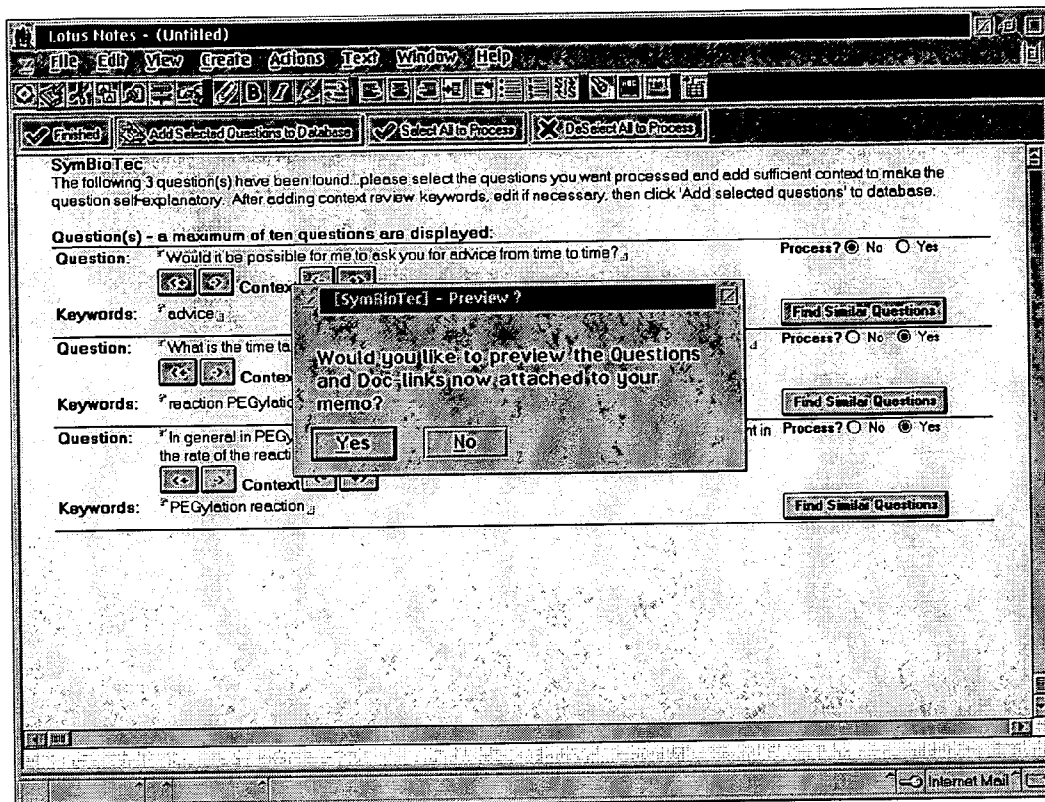 Lotus Notes - (Untitled)
File Edit View Create Actions Text Window Help
Finished Add Selected Questions to Database Select All to Process DeSelect All to Process
SymBioTec
The following 3 question(s) have been found...please select the questions you want processed and add sufficient context to make the
question self-explanatory. After adding context review keywords, edit if necessary, then click 'Add selected questions' to database.
Question(s) - a maximum of ten questions are displayed:
Question: Would it be possible for me to ask you for advice from time to time? Process? No Yes
Context
Keywords: advice Find Similar Questions
Question: What is the time ta Process? No Yes
Context
Keywords: reaction PEGylatio Find Similar Questions
Question: In general in PEGy nt in Process? No Yes
the rate of the reacti
Context
Keywords: PEGylation reaction Find Similar Questions
[SymBioTec] - Preview ?
Would you like to preview the Questions
and Doc-links now attached to your
memo?
Yes No
Internet Mail